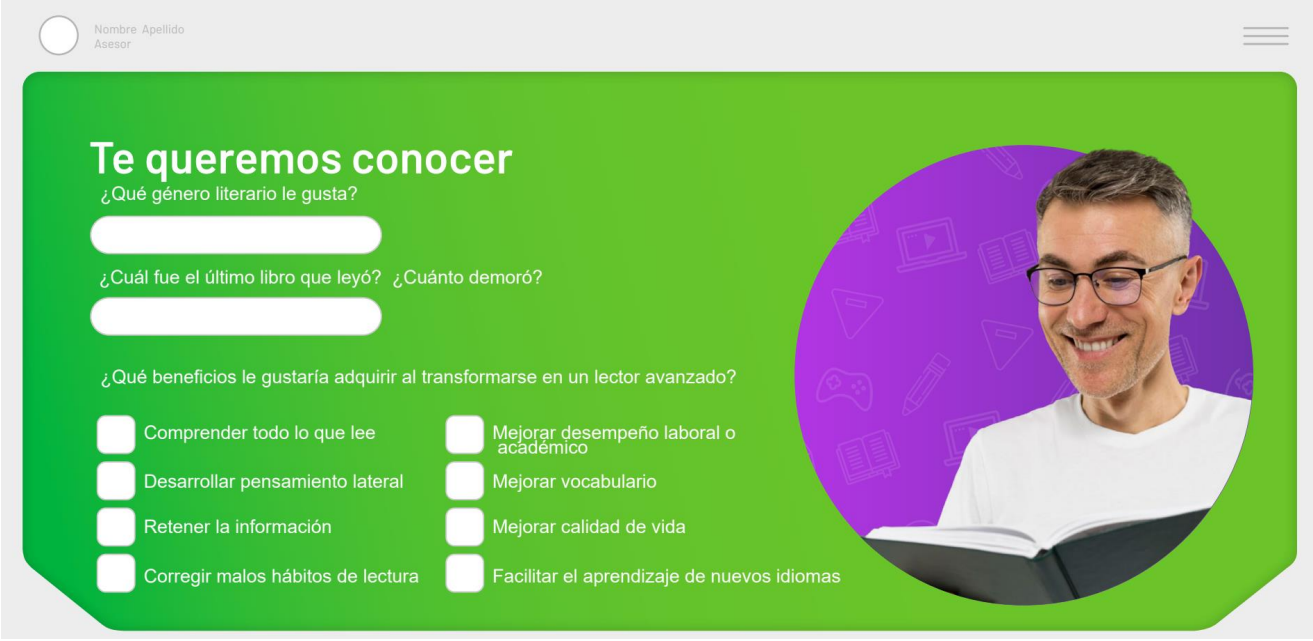 Nombre Apellido
Asesor
Te queremos conocer
¿Qué género literario le gusta?
¿Cuál fue el último libro que leyó? ¿Cuánto demoró?
¿Qué beneficios le gustaría adquirir al transformarse en un lector avanzado?
Comprender todo lo que lee
Desarrollar pensamiento lateral
Retener la información
Corregir malos hábitos de lectura
Mejorar desempeño laboral o
académico
Mejorar vocabulario
Mejorar calidad de vida
Facilitar el aprendizaje de nuevos idiomas